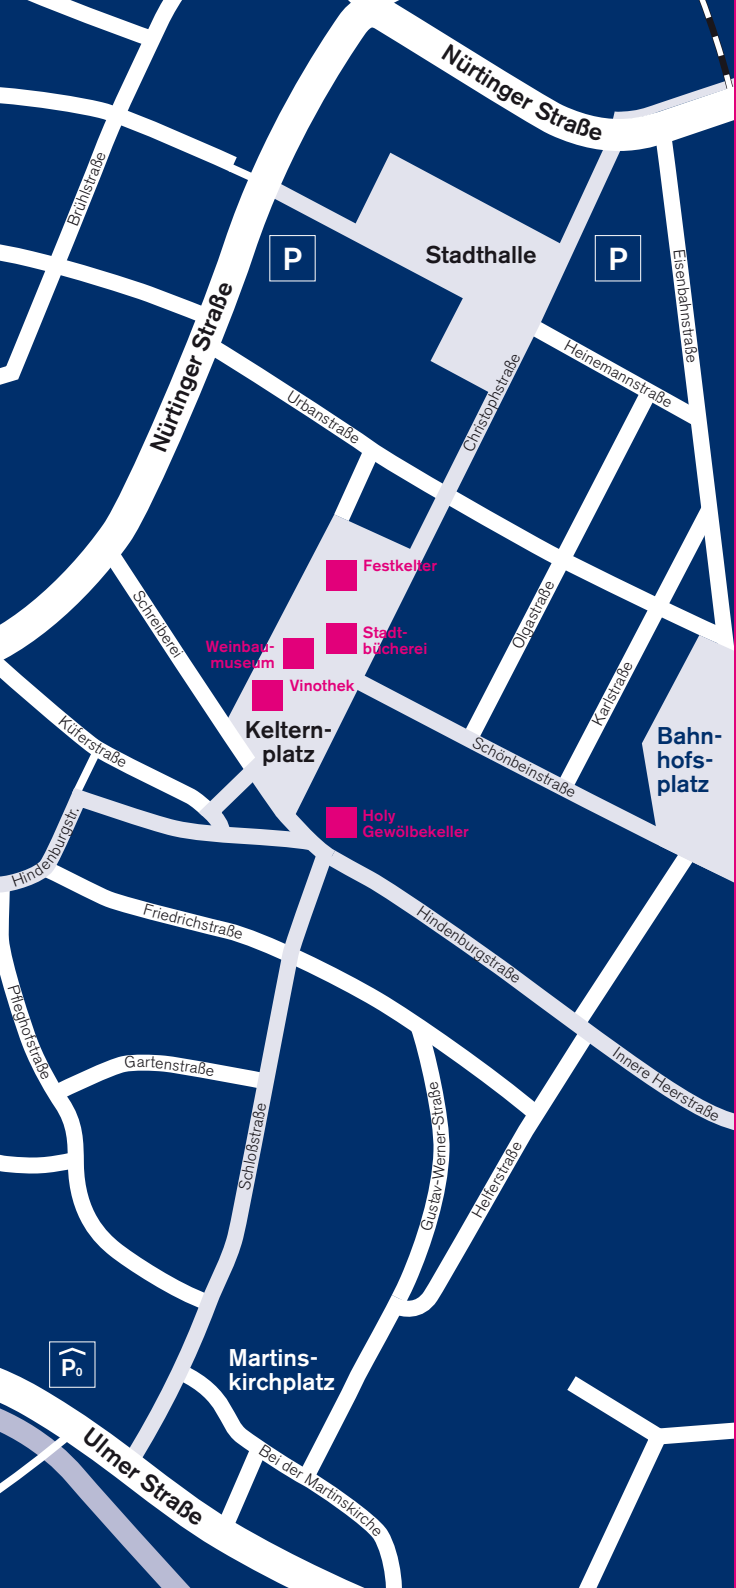 Nürtinger Straße
Brühlstraße
P
Stadthalle
P
Eisenbahnstraße
Nürtinger Straße
Heinemannstraße
Christophstraße
Urbanstraße
Festkelter
Schreiberei
Weinbau-
museum
Stadt-
bücherei
Olgastraße
Karlstraße
Vinothek
Keltern-
platz
Küferstraße
Schönbeinstraße
Bahn-
hofs-
platz
Hindenburgstr.
Holy
Gewölbekeller
Friedrichstraße
Hindenburgstraße
Pfleghofstraße
Gartenstraße
Innere Heerstraße
Schloßstraße
Gustav-Werner-Straße
Helferstraße
P0
Martins-
kirchplatz
Ulmer Straße
Bei der Martinskirche